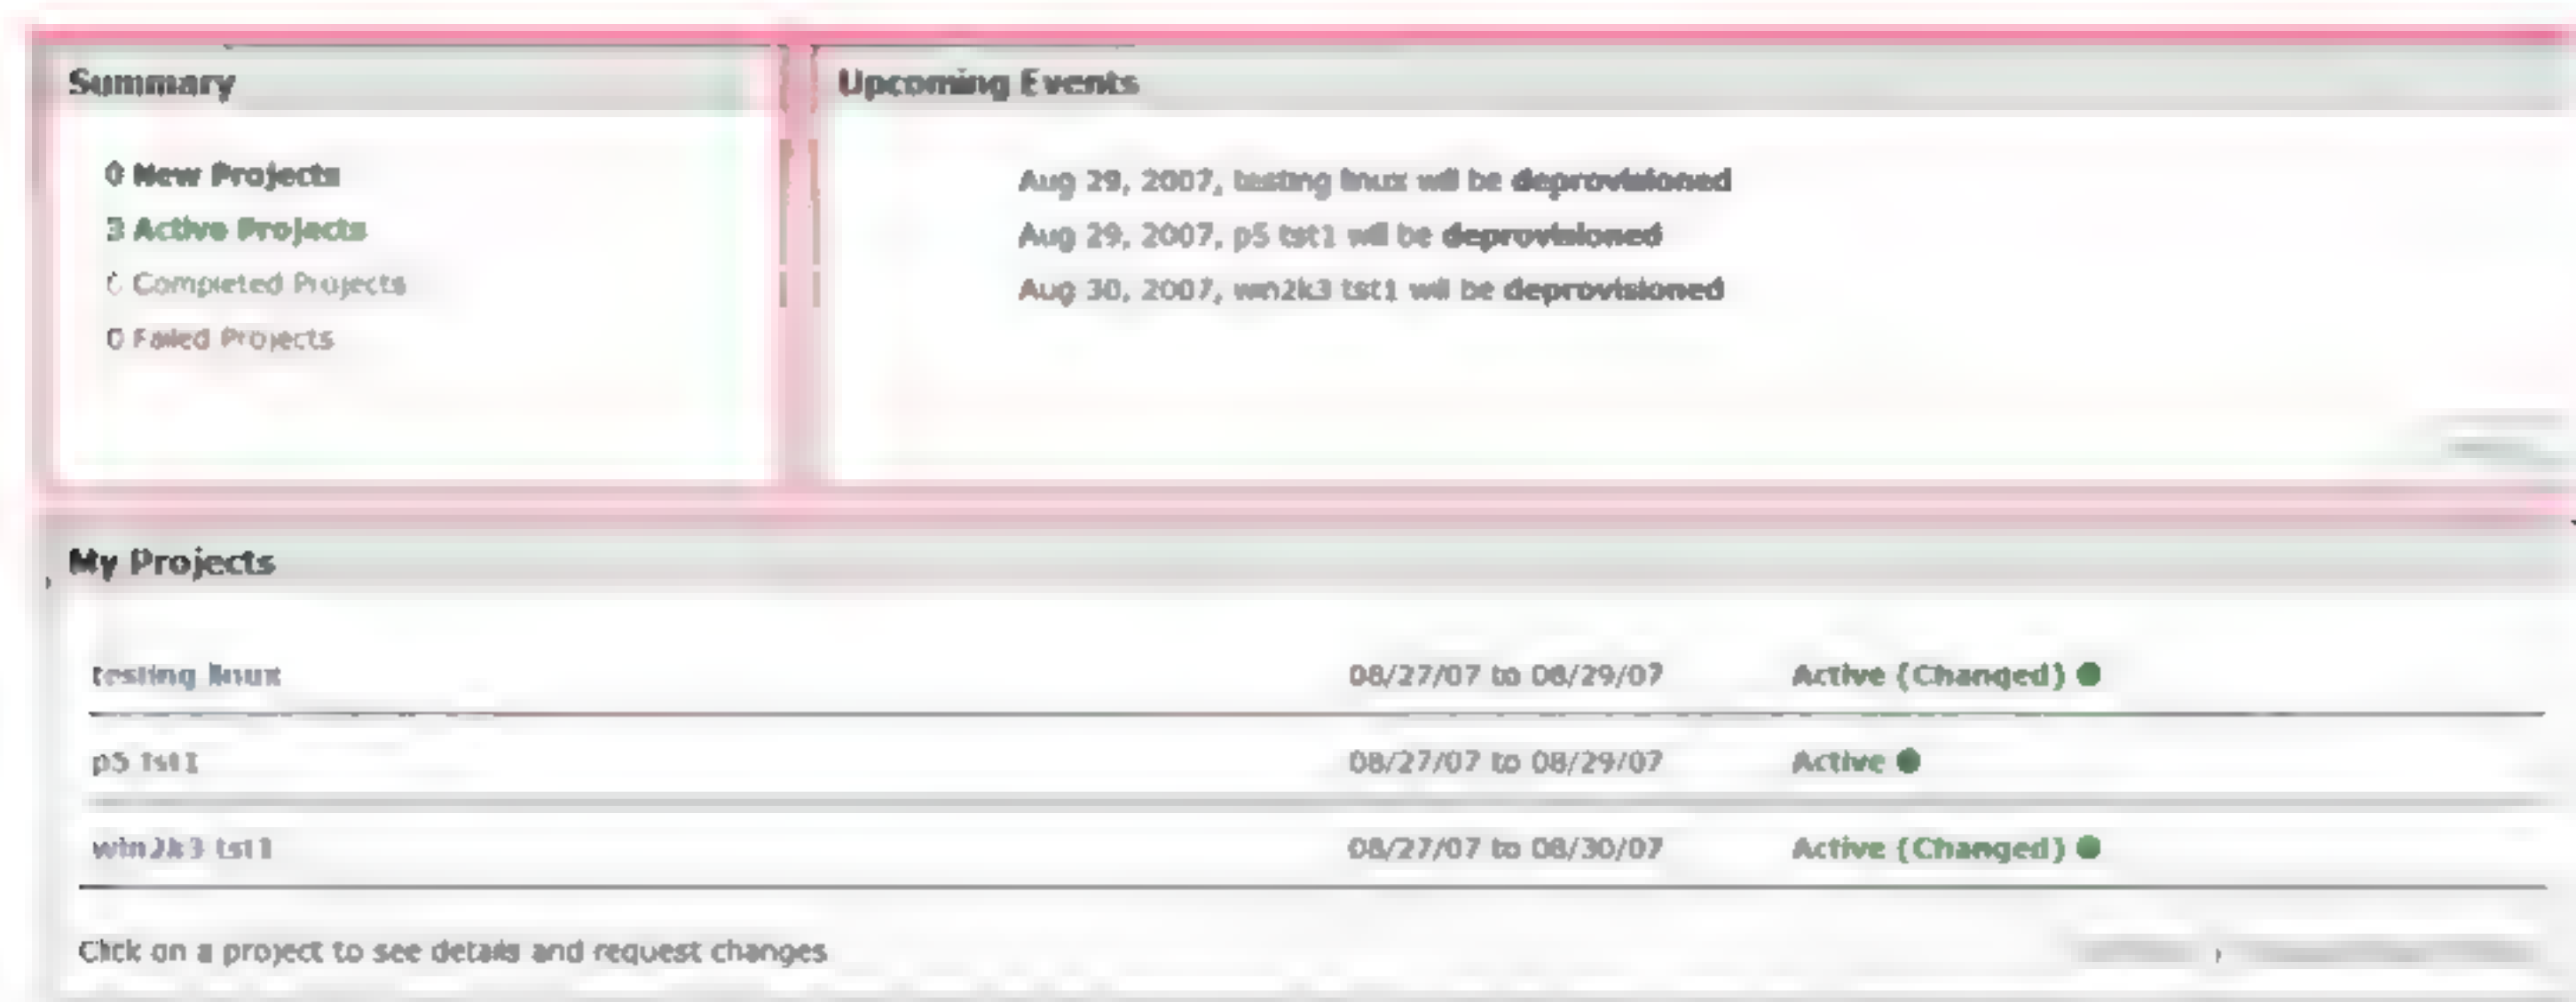 Summary
0 New Projects
3 Active Projects
Completed Projects
0 Failed Projects
Upcoming Events
Aug 29, 2007, testing linux will be deprovisioned
Aug 29, 2007, p5 tst1 will be deprovisioned
Aug 30, 2007, win2k3 tst1 will be deprovisioned
My Projects
testing linux 08/27/07 to 08/29/07 Active (Changed)
p5 tst1 08/27/07 to 08/29/07 Active
win2k3 tst1 08/27/07 to 08/30/07 Active (Changed)
Click on a project to see details and request changes